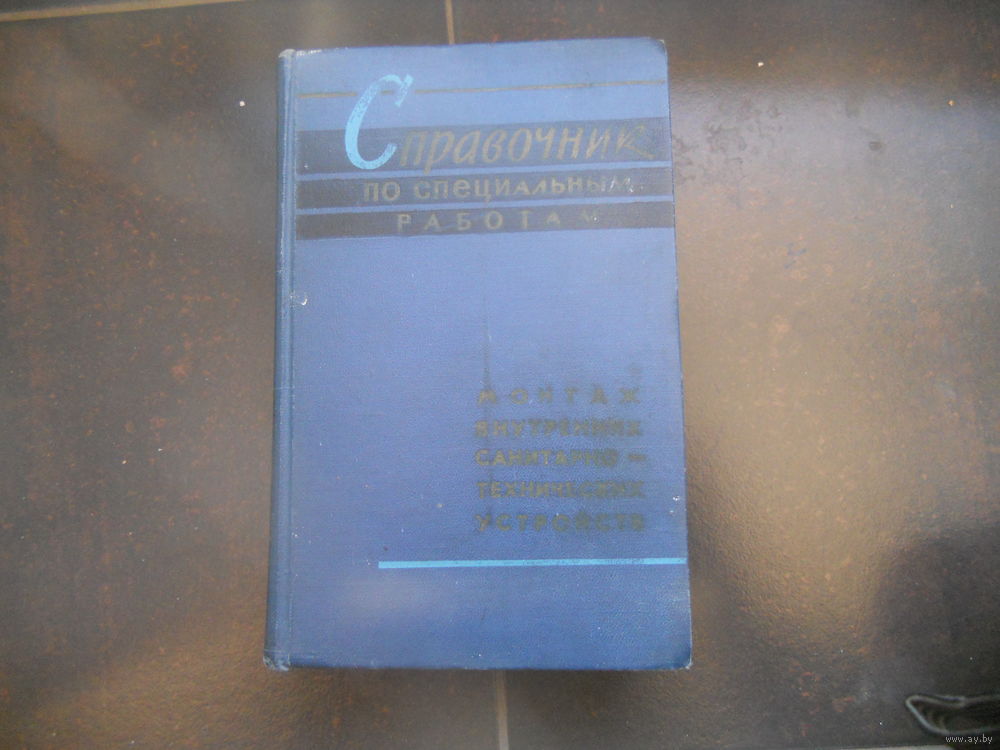 Справочник
по специальным
работам
МОНТАЖ
ВНУТРЕННИХ
САНИТАРНО-
ТЕХНИЧЕСКИХ
УСТРОЙСТВ
www.ay.by